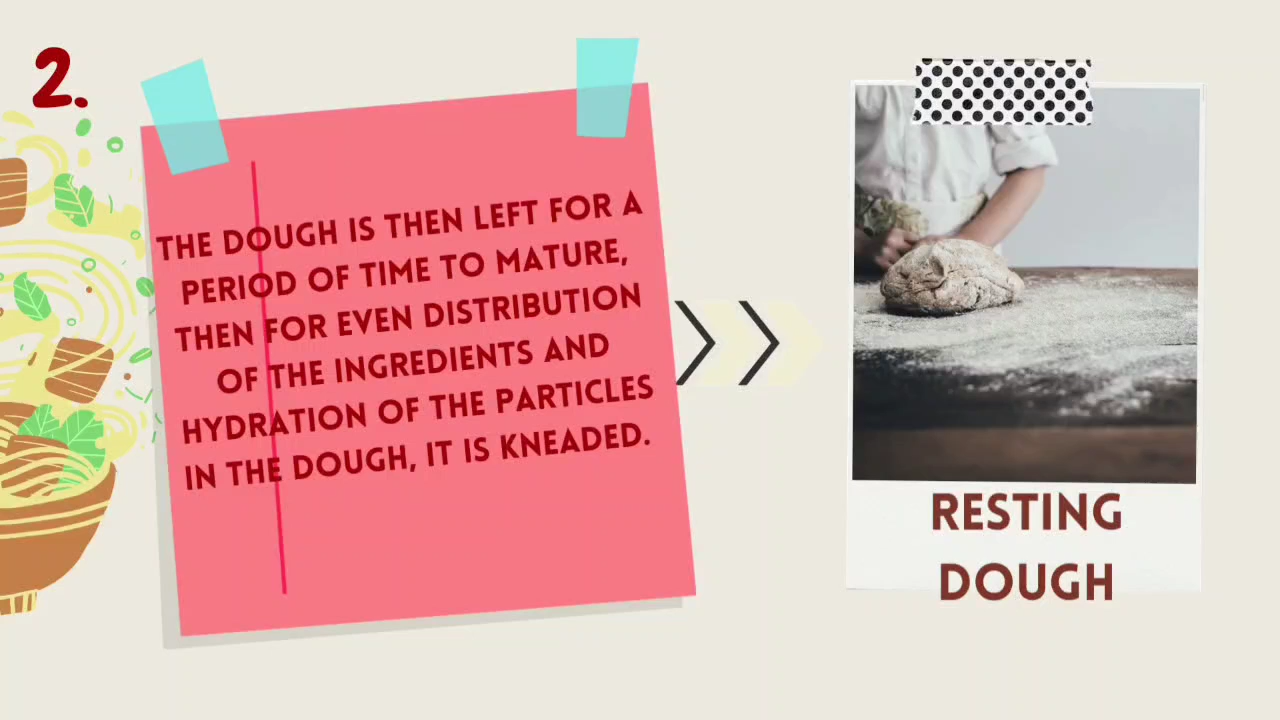 2.
THE DOUGH IS THEN LEFT FOR A
PERIOD OF TIME TO MATURE,
THEN FOR EVEN DISTRIBUTION
OF THE INGREDIENTS AND
HYDRATION OF THE PARTICLES
IN THE DOUGH, IT IS KNEADED.
RESTING
DOUGH